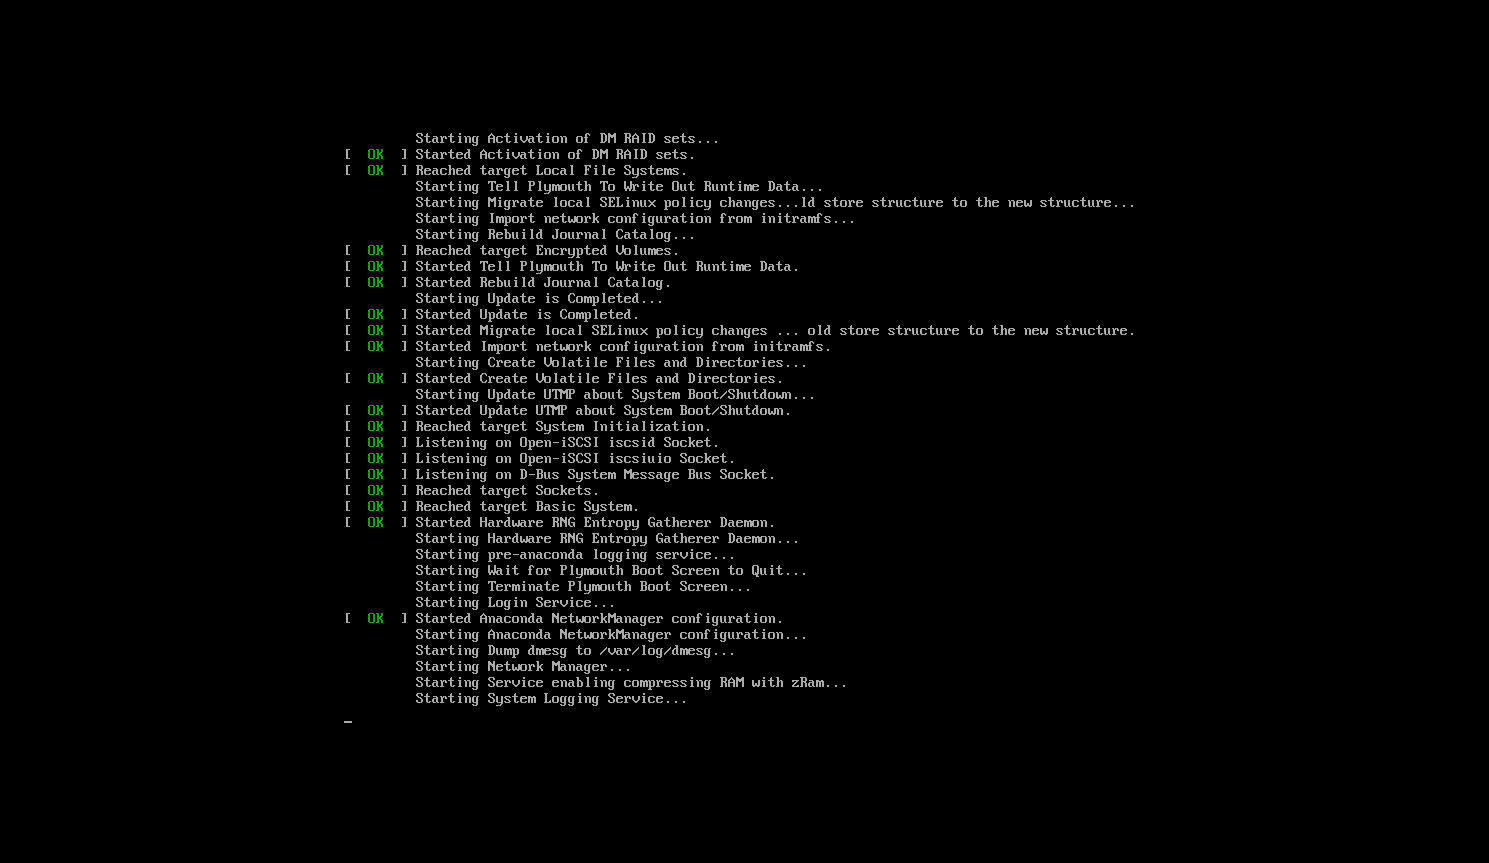 Starting Activation of DM RAID sets...
[  OK  ] Started Activation of DM RAID sets.
[  OK  ] Reached target Local File Systems.
Starting Tell Plymouth To Write Out Runtime Data...
Starting Migrate local SELinux policy changes...ld store structure to the new structure...
Starting Import network configuration from initramfs...
Starting Rebuild Journal Catalog...
[  OK  ] Reached target Encrypted Volumes.
[  OK  ] Started Tell Plymouth To Write Out Runtime Data.
[  OK  ] Started Rebuild Journal Catalog.
Starting Update is Completed...
[  OK  ] Started Update is Completed.
[  OK  ] Started Migrate local SELinux policy changes ... old store structure to the new structure.
[  OK  ] Started Import network configuration from initramfs.
Starting Create Volatile Files and Directories...
[  OK  ] Started Create Volatile Files and Directories.
Starting Update UTMP about System Boot/Shutdown...
[  OK  ] Started Update UTMP about System Boot/Shutdown.
[  OK  ] Reached target System Initialization.
[  OK  ] Listening on Open-iSCSI iscsid Socket.
[  OK  ] Listening on Open-iSCSI iscsiuio Socket.
[  OK  ] Listening on D-Bus System Message Bus Socket.
[  OK  ] Reached target Sockets.
[  OK  ] Reached target Basic System.
[  OK  ] Started Hardware RNG Entropy Gatherer Daemon.
Starting Hardware RNG Entropy Gatherer Daemon...
Starting pre-anaconda logging service...
Starting Wait for Plymouth Boot Screen to Quit...
Starting Terminate Plymouth Boot Screen...
Starting Login Service...
[  OK  ] Started Anaconda NetworkManager configuration.
Starting Anaconda NetworkManager configuration...
Starting Dump dmesg to /var/log/dmesg...
Starting Network Manager...
Starting Service enabling compressing RAM with zRam...
Starting System Logging Service...